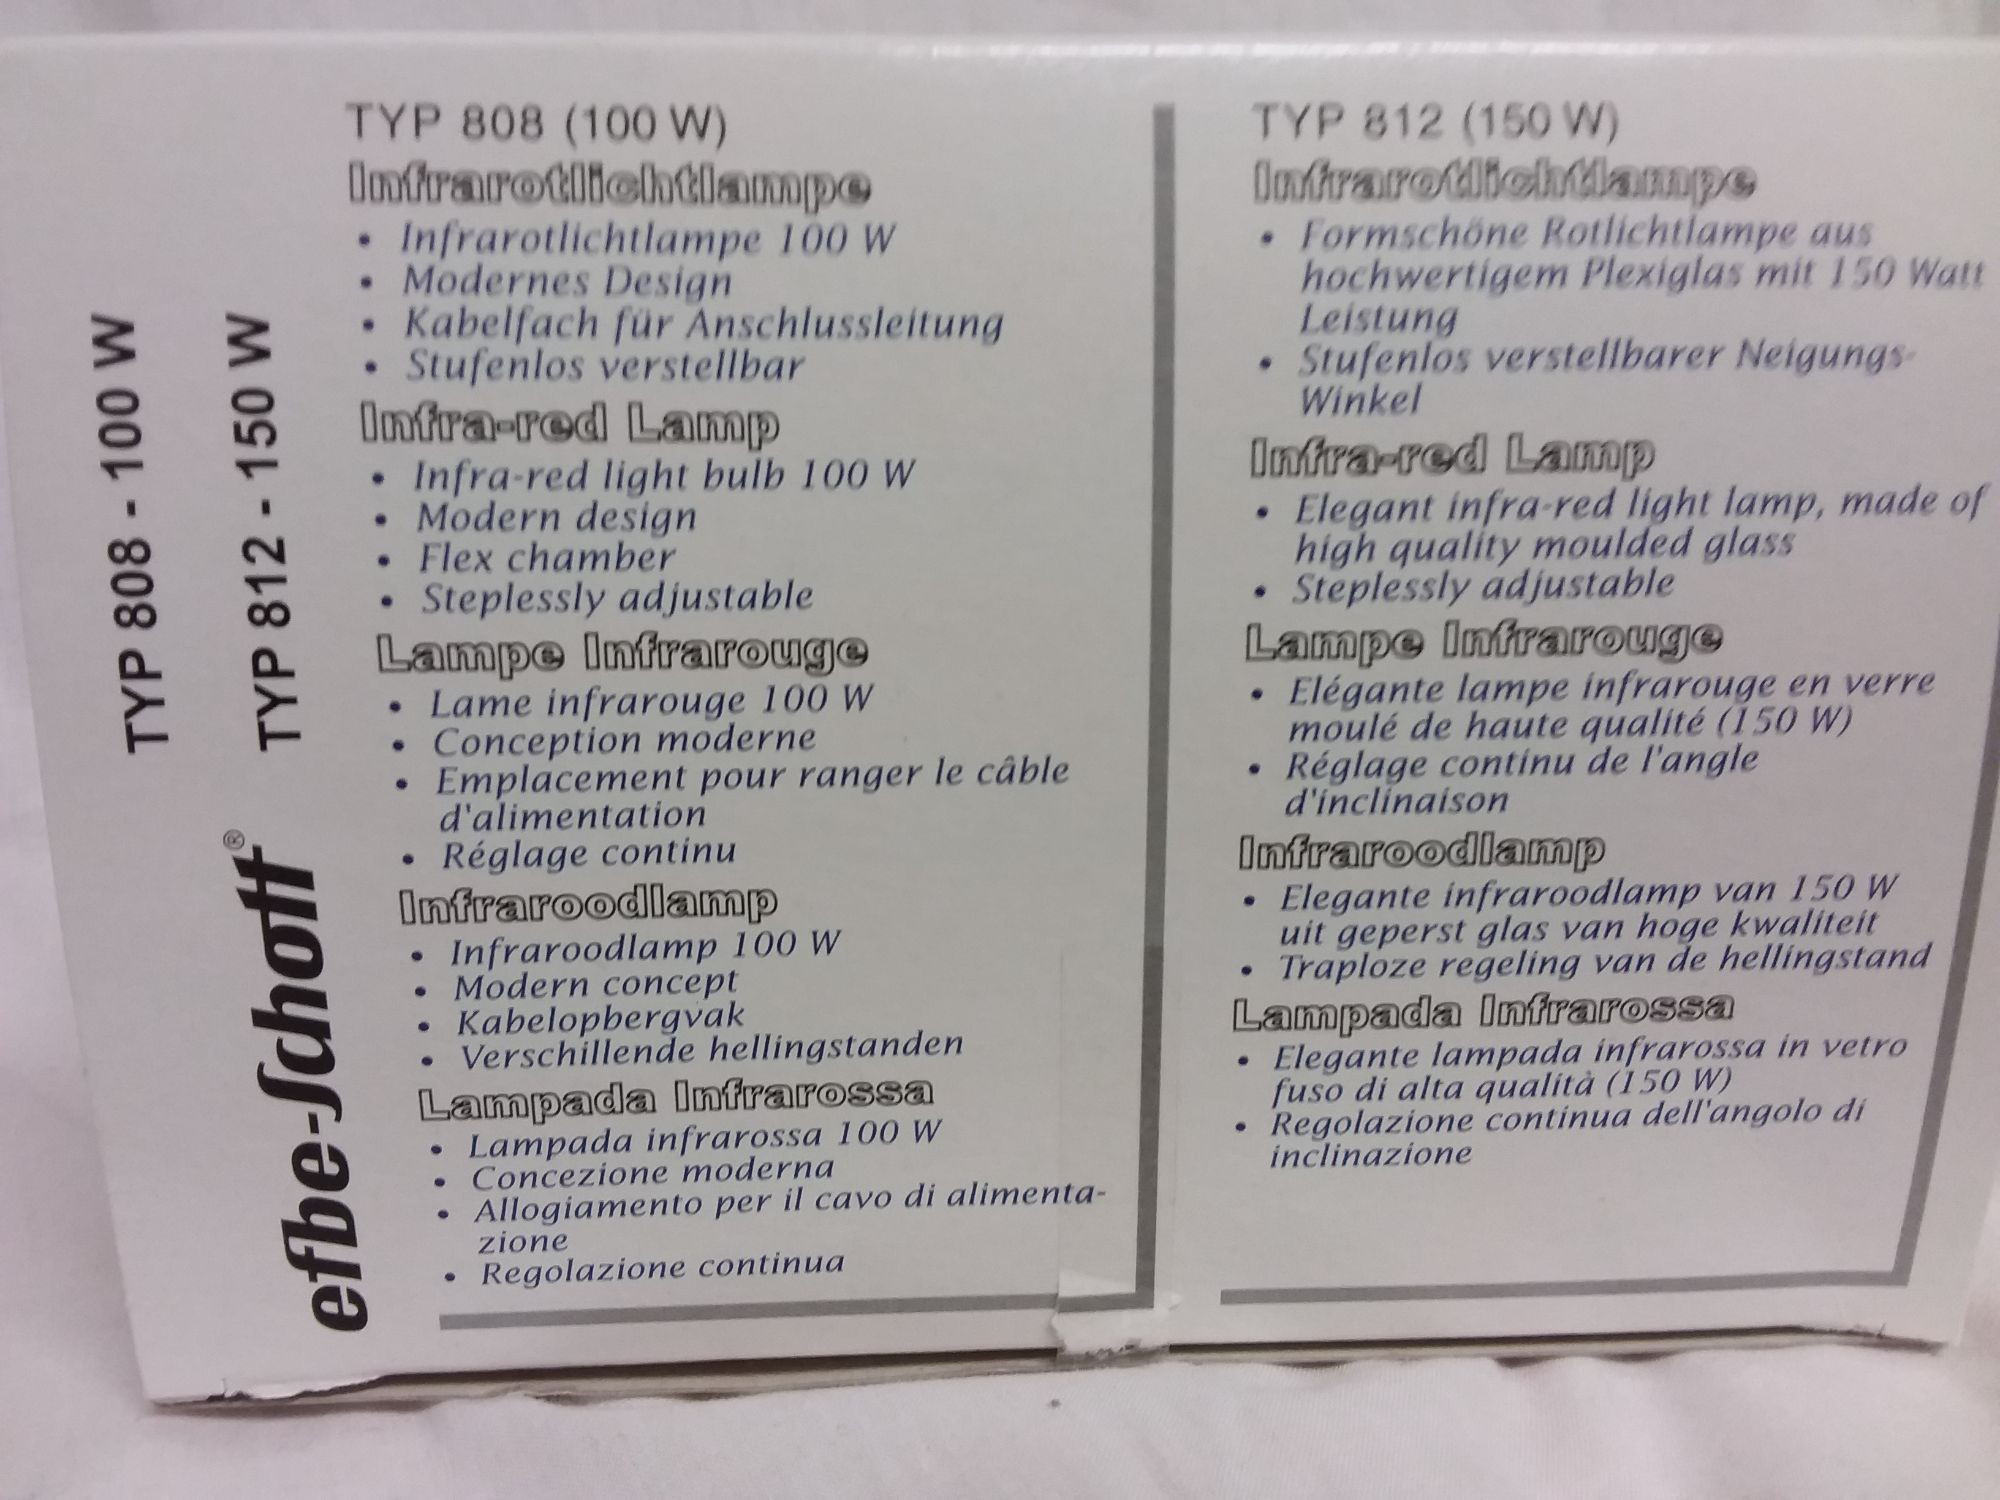 TYP 808 - 100 W
TYP 812 - 150 W
efbe-Schott®
TYP 808 (100 W)
Infrarotlichtlampe
• Infrarotlichtlampe 100 W
• Modernes Design
• Kabelfach für Anschlussleitung
• Stufenlos verstellbar
Infra-red Lamp
• Infra-red light bulb 100 W
• Modern design
• Flex chamber
• Steplessly adjustable
Lampe Infrarouge
• Lame infrarouge 100 W
• Conception moderne
• Emplacement pour ranger le câble
d'alimentation
• Réglage continu
Infraroodlamp
• Infraroodlamp 100 W
• Modern concept
• Kabelopbergvak
• Verschillende hellingstanden
Lampada Infrarossa
• Lampada infrarossa 100 W
• Concezione moderna
• Allogiamento per il cavo di alimenta-
zione
• Regolazione continua
TYP 812 (150 W)
Infrarotlichtlampe
• Formschöne Rotlichtlampe aus
hochwertigem Plexiglas mit 150 Watt
Leistung
• Stufenlos verstellbarer Neigungs-
Winkel
Infra-red Lamp
• Elegant infra-red light lamp, made of
high quality moulded glass
• Steplessly adjustable
Lampe Infrarouge
• Elégante lampe infrarouge en verre
moulé de haute qualité (150 W)
• Réglage continu de l'angle
d'inclinaison
Infraroodlamp
• Elegante infraroodlamp van 150 W
uit geperst glas van hoge kwaliteit
• Traploze regeling van de hellingstand
Lampada Infrarossa
• Elegante lampada infrarossa in vetro
fuso di alta qualità (150 W)
• Regolazione continua dell'angolo di
inclinazione